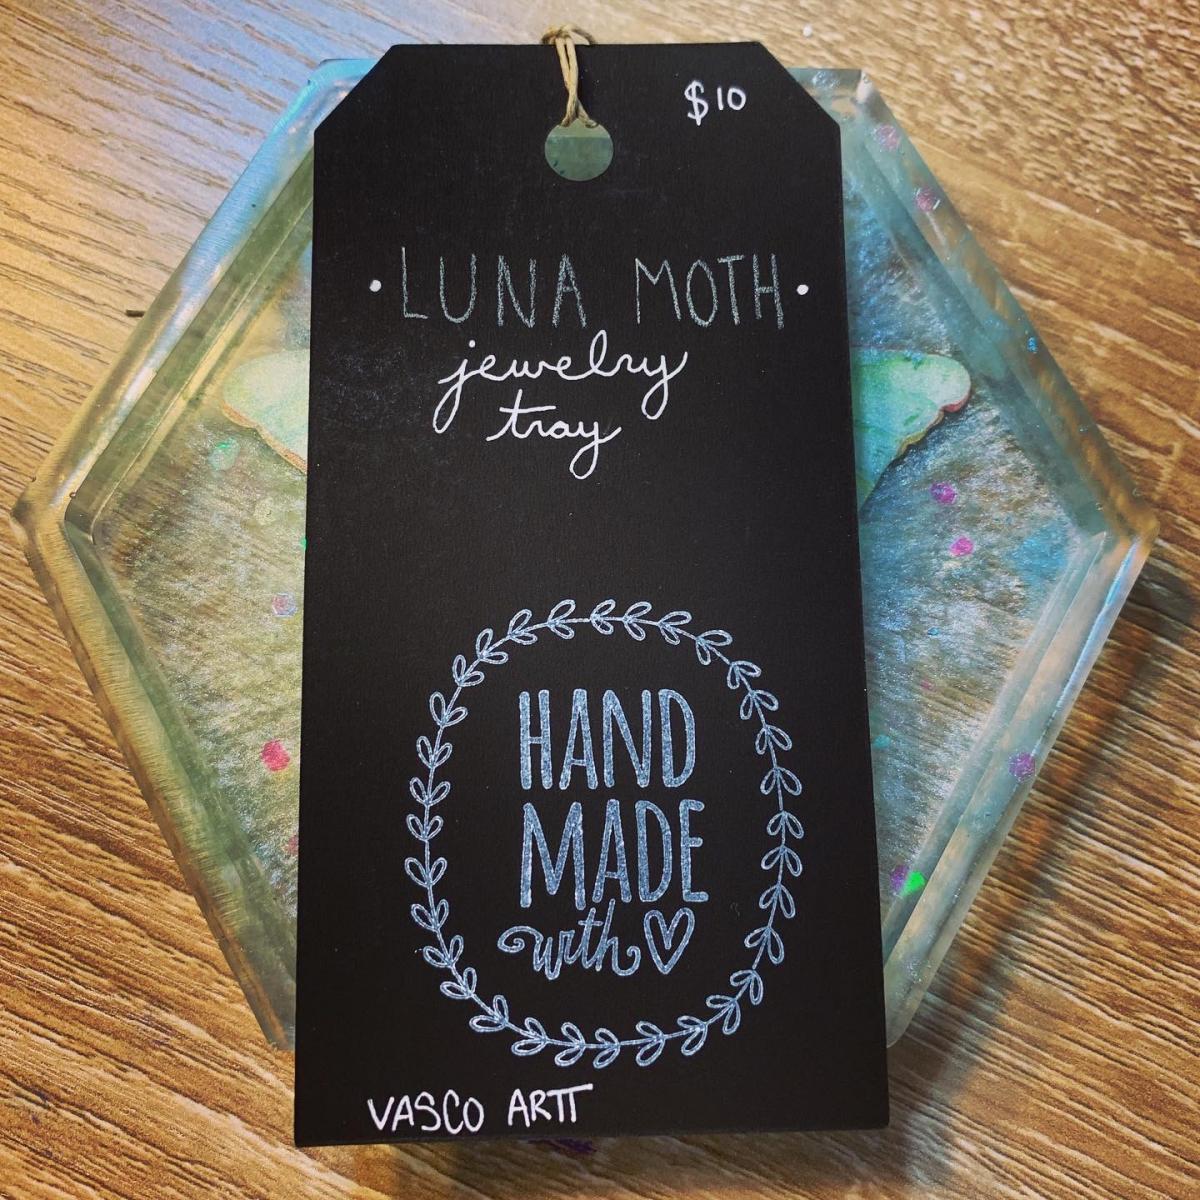 $10
LUNA MOTH
jewelry
tray
HAND
MADE
with
VASCO ARTT